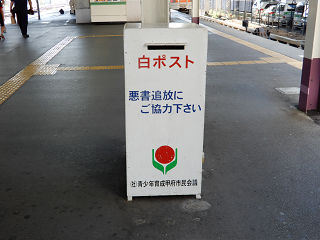 白ポスト
悪書追放に
ご協力下さい
(社)青少年育成甲府市民会議